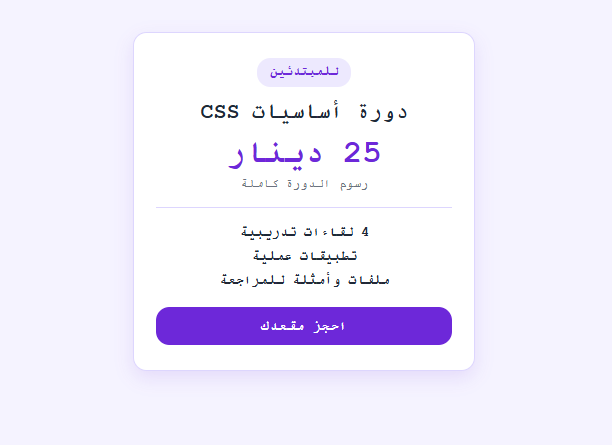 للمبتدئين
دورة أساسيات CSS
25 دينار
رسوم الدورة كاملة
4 لقاءات تدريبية
تطبيقات عملية
ملفات وأمثلة للمراجعة
احجز مقعدك